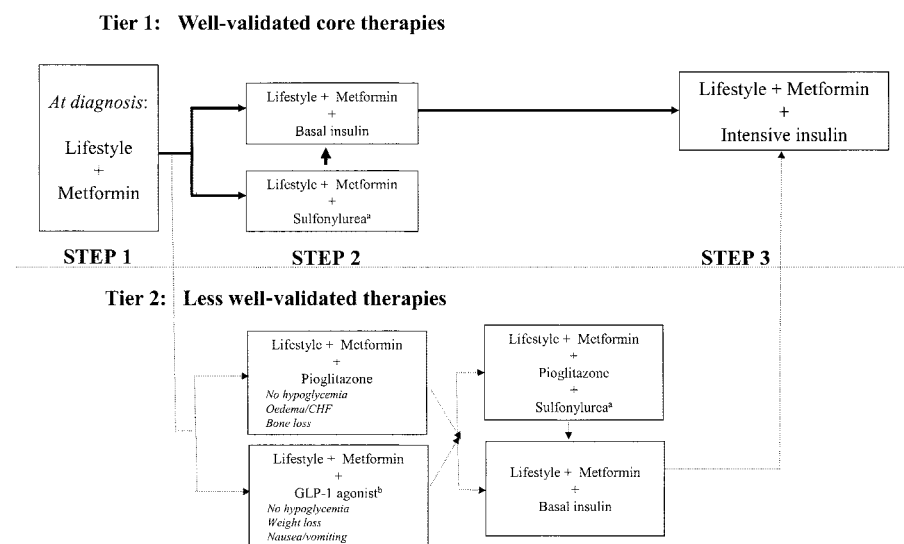 Tier 1: Well-validated core therapies
At diagnosis:
Lifestyle
+
Metformin
Lifestyle + Metformin
+
Basal insulin
Lifestyle + Metformin
+
Sulfonylureaᵃ
Lifestyle + Metformin
+
Intensive insulin
STEP 1
STEP 2
STEP 3
Tier 2: Less well-validated therapies
Lifestyle + Metformin
+
Pioglitazone
No hypoglycemia
Oedema/CHF
Bone loss
Lifestyle + Metformin
+
GLP-1 agonistᵇ
No hypoglycemia
Weight loss
Nausea/vomiting
Lifestyle + Metformin
+
Pioglitazone
+
Sulfonylureaᵃ
Lifestyle + Metformin
+
Basal insulin